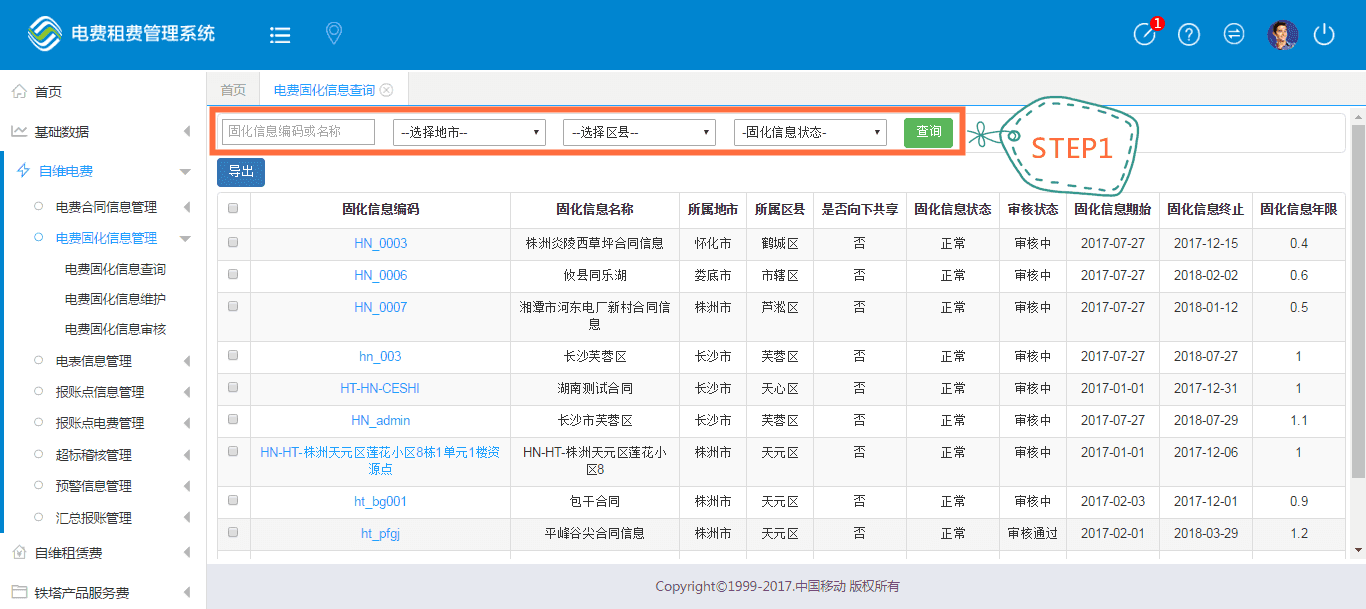 电费租费管理系统
1
首页
基础数据
自维电费
电费合同信息管理
电费固化信息管理
电费固化信息查询
电费固化信息维护
电费固化信息审核
电表信息管理
报账点信息管理
报账点电费管理
超标稽核管理
预警信息管理
汇总报账管理
自维租赁费
铁塔产品服务费
首页 电费固化信息查询
固化信息编码或名称 --选择地市-- --选择区县-- -固化信息状态- 查询
STEP1
导出
固化信息编码 固化信息名称 所属地市 所属区县 是否向下共享 固化信息状态 审核状态 固化信息期始 固化信息终止 固化信息年限
HN_0003 株洲炎陵西草坪合同信息 怀化市 鹤城区 否 正常 审核中 2017-07-27 2017-12-15 0.4
HN_0006 攸县同乐湖 娄底市 市辖区 否 正常 审核中 2017-07-27 2018-02-02 0.6
HN_0007 湘潭市河东电厂新村合同信 株洲市 芦淞区 否 正常 审核中 2017-07-27 2018-01-12 0.5
息
hn_003 长沙芙蓉区 长沙市 芙蓉区 否 正常 审核中 2017-07-27 2018-07-27 1
HT-HN-CESHI 湖南测试合同 长沙市 天心区 否 正常 审核中 2017-01-01 2017-12-31 1
HN_admin 长沙市芙蓉区 长沙市 芙蓉区 否 正常 审核中 2017-07-27 2018-07-29 1.1
HN-HT-株洲天元区莲花小区8栋1单元1楼资 HN-HT-株洲天元区莲花小 株洲市 天元区 否 正常 审核中 2017-01-01 2017-12-06 1
源点 区8
ht_bg001 包干合同 株洲市 天元区 否 正常 审核中 2017-02-03 2017-12-01 0.9
ht_pfgj 平峰谷尖合同信息 株洲市 天元区 否 正常 审核通过 2017-02-01 2018-03-29 1.2
Copyright©1999-2017.中国移动 版权所有